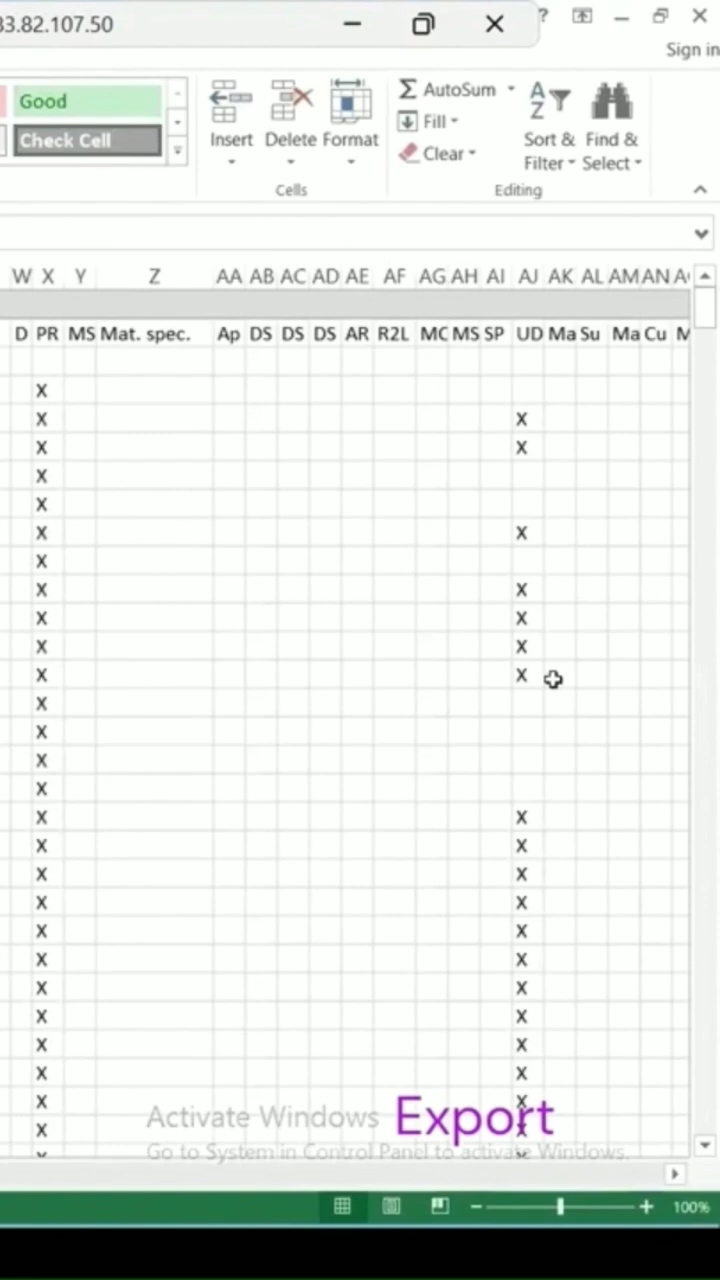 33.82.107.50
?
Sign in
Good
Check Cell
Insert Delete Format
Cells
AutoSum
Fill
Clear
Sort & Filter
Find & Select
Editing
W X Y Z AA AB AC AD AE AF AG AH AI AJ AK AL AM AN
D PR MS Mat. spec. Ap DS DS DS AR R2L MC MS SP UD Ma Su Ma Cu M
X
X X
X X
X
X
X X
X
X X
X X
X X
X X
X
X
X
X
X X
X X
X X
X X
X X
X X
X X
X X
X X
X X
X X
X X
Activate Windows
Export
Go to System in Control Panel to activate Windows.
100%